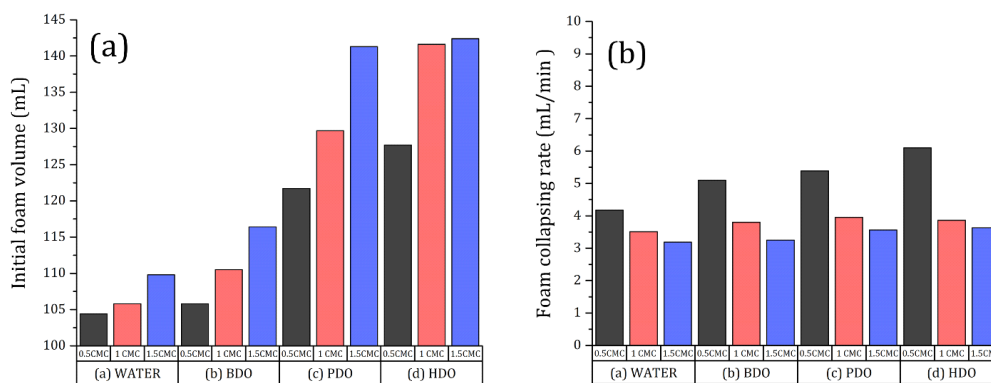 (a)
Initial foam volume (mL)
145
140
135
130
125
120
115
110
105
100
0.5CMC 1 CMC 1.5CMC 0.5CMC 1 CMC 1.5CMC 0.5CMC 1 CMC 1.5CMC 0.5CMC 1 CMC 1.5CMC
(a) WATER (b) BDO (c) PDO (d) HDO
(b)
Foam collapsing rate (mL/min )
10
9
8
7
6
5
4
3
2
1
0
0.5CMC 1 CMC 1.5CMC 0.5CMC 1 CMC 1.5CMC 0.5CMC 1 CMC 1.5CMC 0.5CMC 1 CMC 1.5CMC
(a) WATER (b) BDO (c) PDO (d) HDO